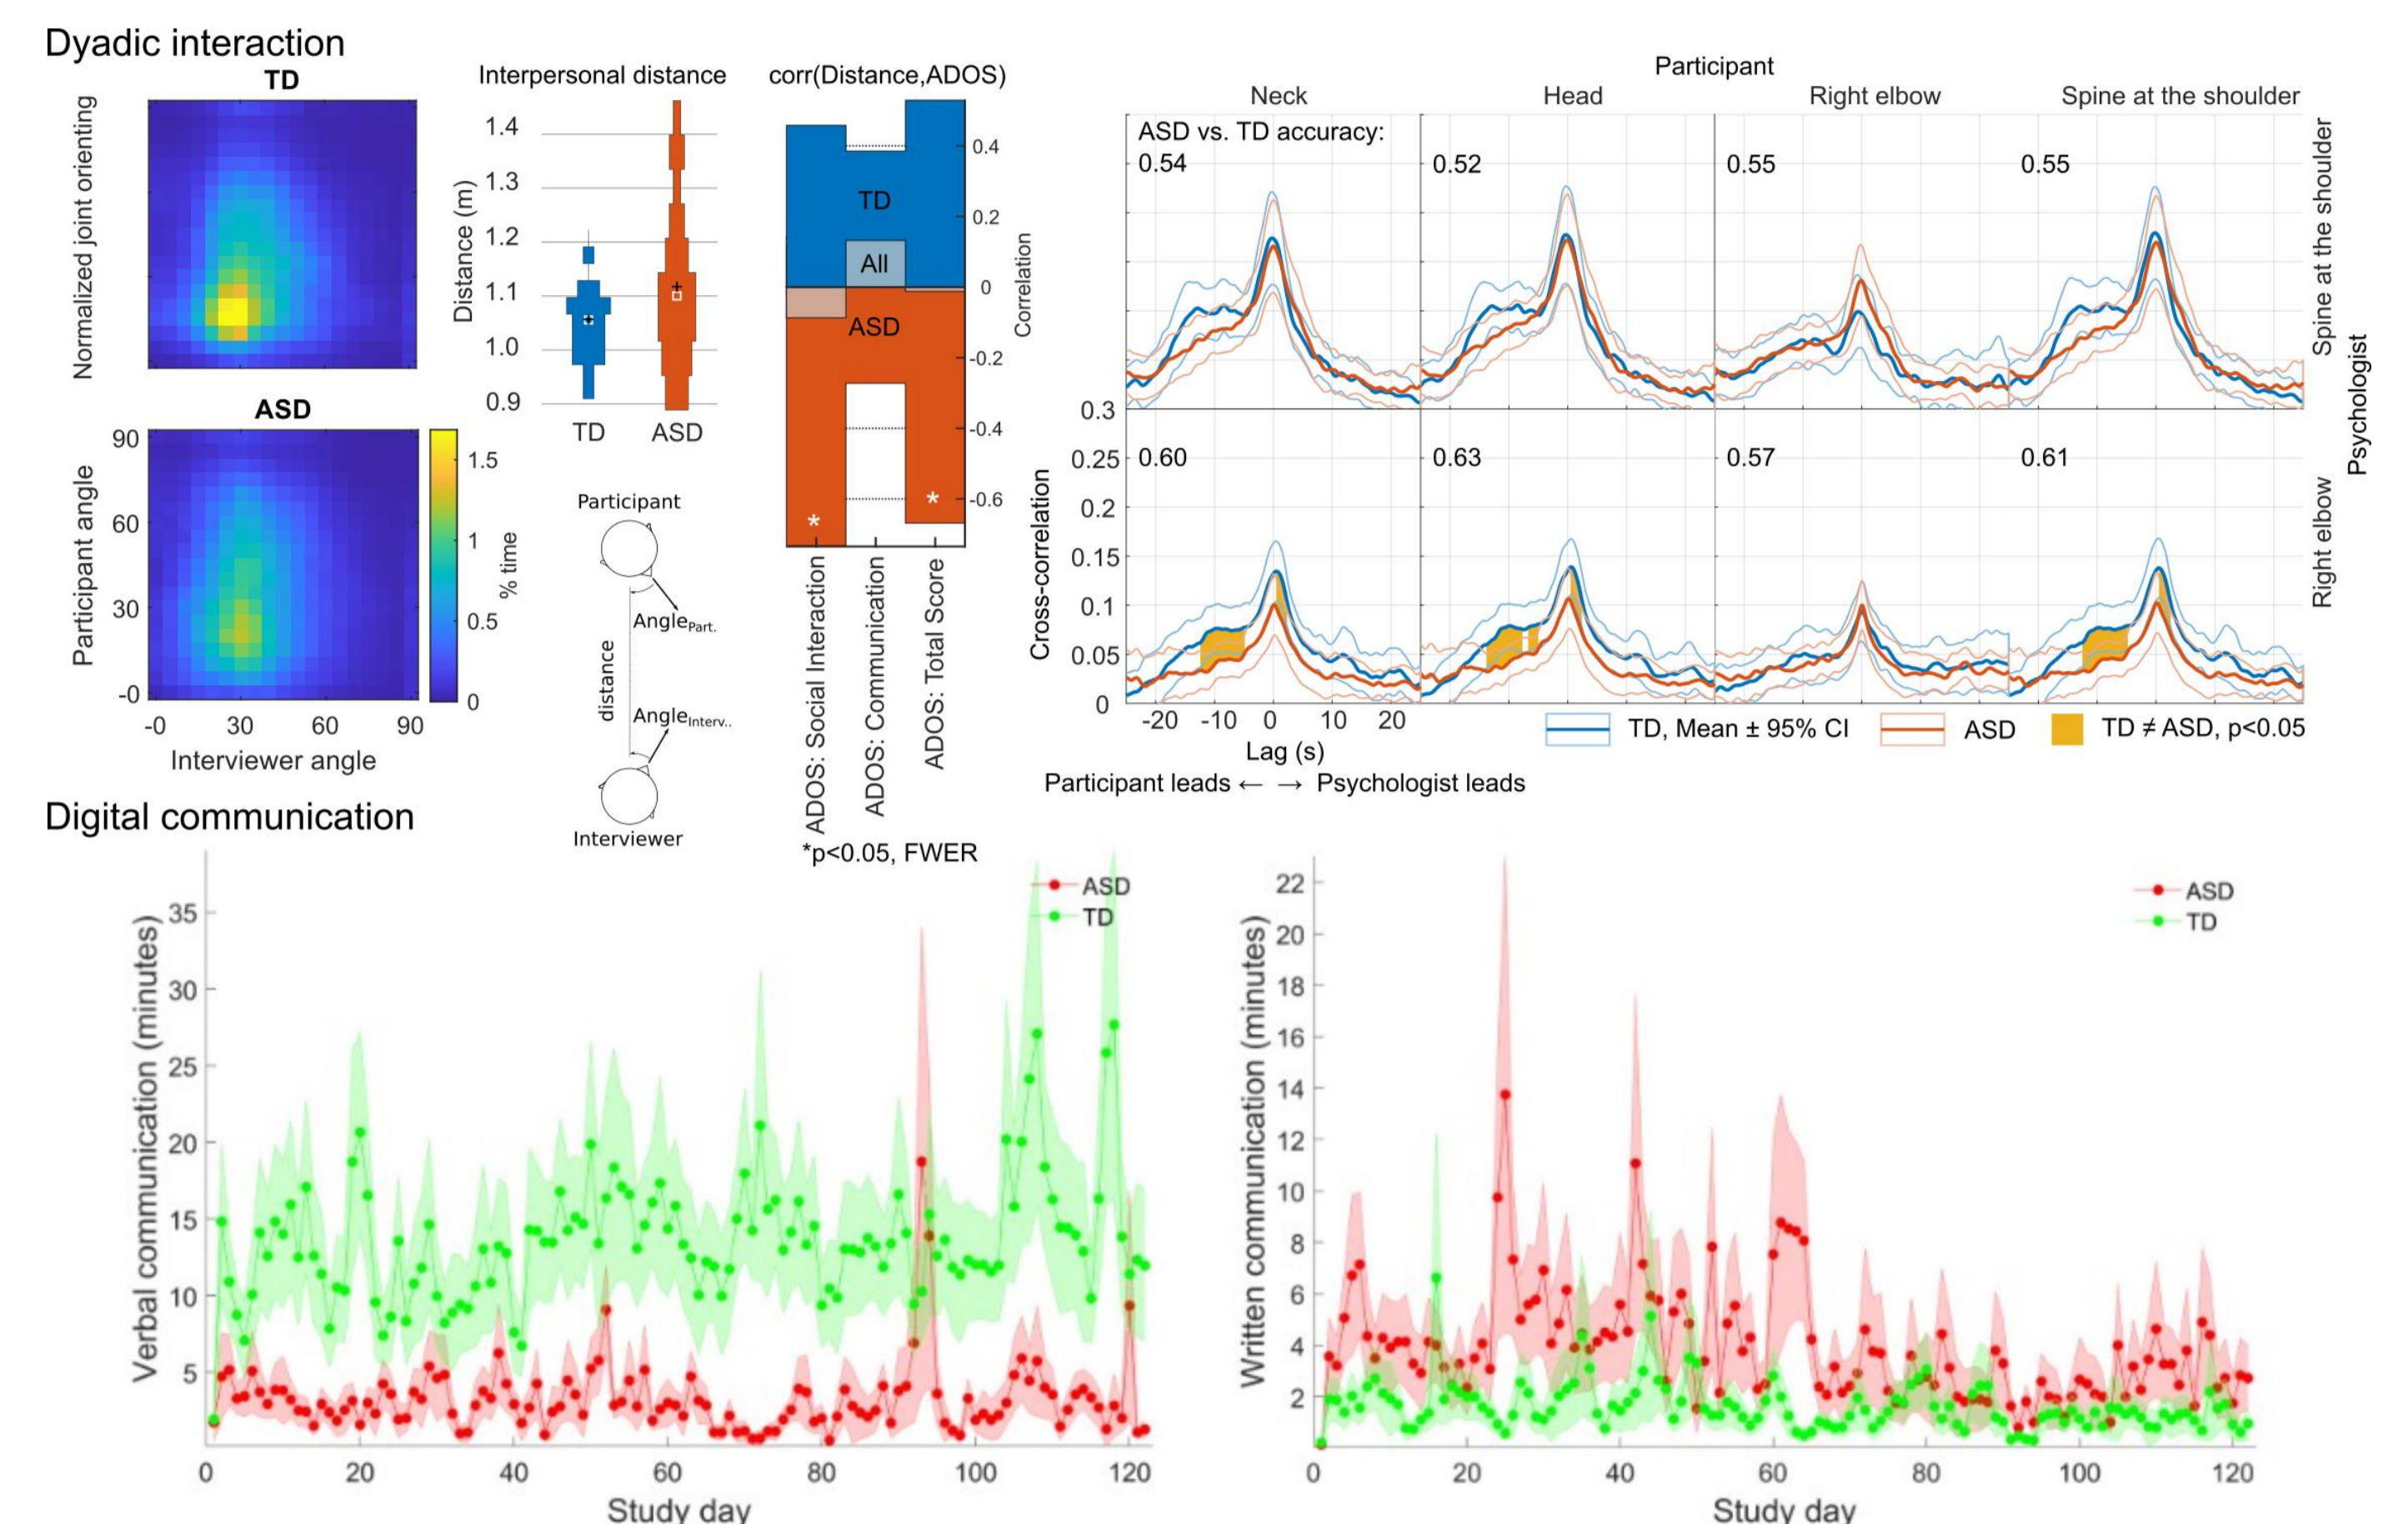 Dyadic interaction
TD
Normalized joint orienting
ASD
90
60
30
-0
Participant angle
-0
30
60
90
Interviewer angle
1.5
1
0.5
0
% time
Interpersonal distance
1.4
1.3
1.2
1.1
1.0
0.9
Distance (m)
TD
ASD
Participant
AnglePart.
distance
AngleInterv..
Interviewer
corr(Distance,ADOS)
TD
All
ASD
*
*
0.4
0.2
0
-0.2
-0.4
-0.6
Correlation
ADOS: Social Interaction
ADOS: Communication
ADOS: Total Score
*p<0.05, FWER
Participant
Neck
Head
Right elbow
Spine at the shoulder
ASD vs. TD accuracy:
0.54
0.52
0.55
0.55
Spine at the shoulder
Psychologist
0.60
0.63
0.57
0.61
Right elbow
0.3
0.25
0.2
0.15
0.1
0.05
0
Cross-correlation
-20
-10
0
10
20
Lag (s)
Participant leads ← → Psychologist leads
TD, Mean ± 95% CI
ASD
TD ≠ ASD, p<0.05
Digital communication
35
30
25
20
15
10
5
Verbal communication (minutes)
0
20
40
60
80
100
120
Study day
ASD
TD
22
20
18
16
14
12
10
8
6
4
2
Written communication (minutes)
0
20
40
60
80
100
120
Study day
ASD
TD